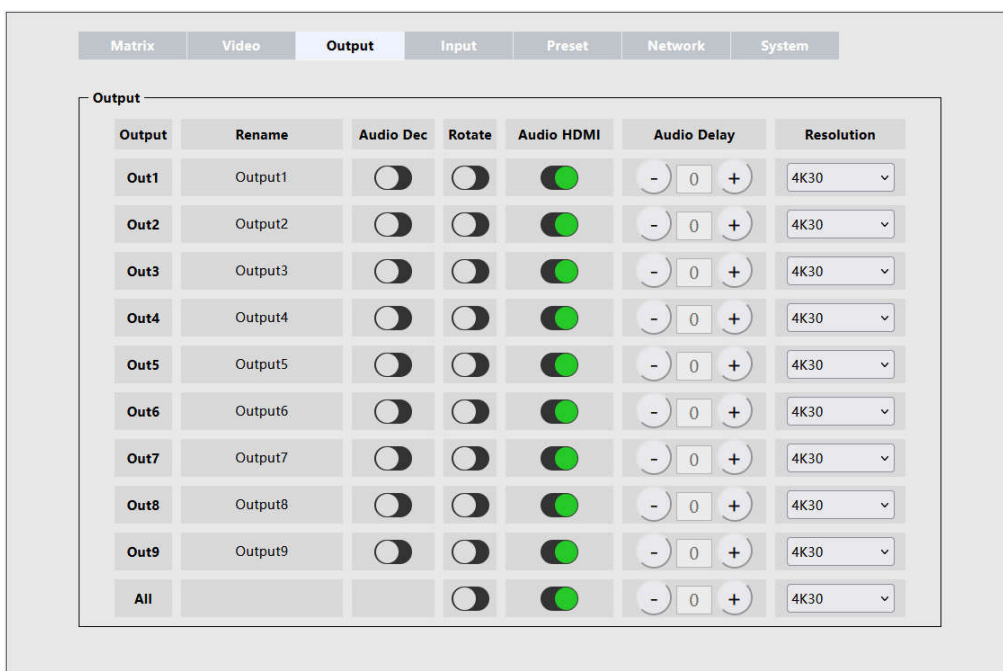 Matrix Video Output Input Preset Network System
Output
Output Rename Audio Dec Rotate Audio HDMI Audio Delay Resolution
Out1 Output1 - 0 + 4K30
Out2 Output2 - 0 + 4K30
Out3 Output3 - 0 + 4K30
Out4 Output4 - 0 + 4K30
Out5 Output5 - 0 + 4K30
Out6 Output6 - 0 + 4K30
Out7 Output7 - 0 + 4K30
Out8 Output8 - 0 + 4K30
Out9 Output9 - 0 + 4K30
All - 0 + 4K30